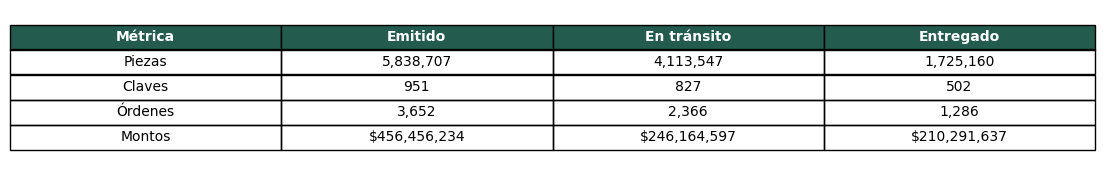 Métrica Emitido En tránsito Entregado
Piezas 5,838,707 4,113,547 1,725,160
Claves 951 827 502
Órdenes 3,652 2,366 1,286
Montos $456,456,234 $246,164,597 $210,291,637